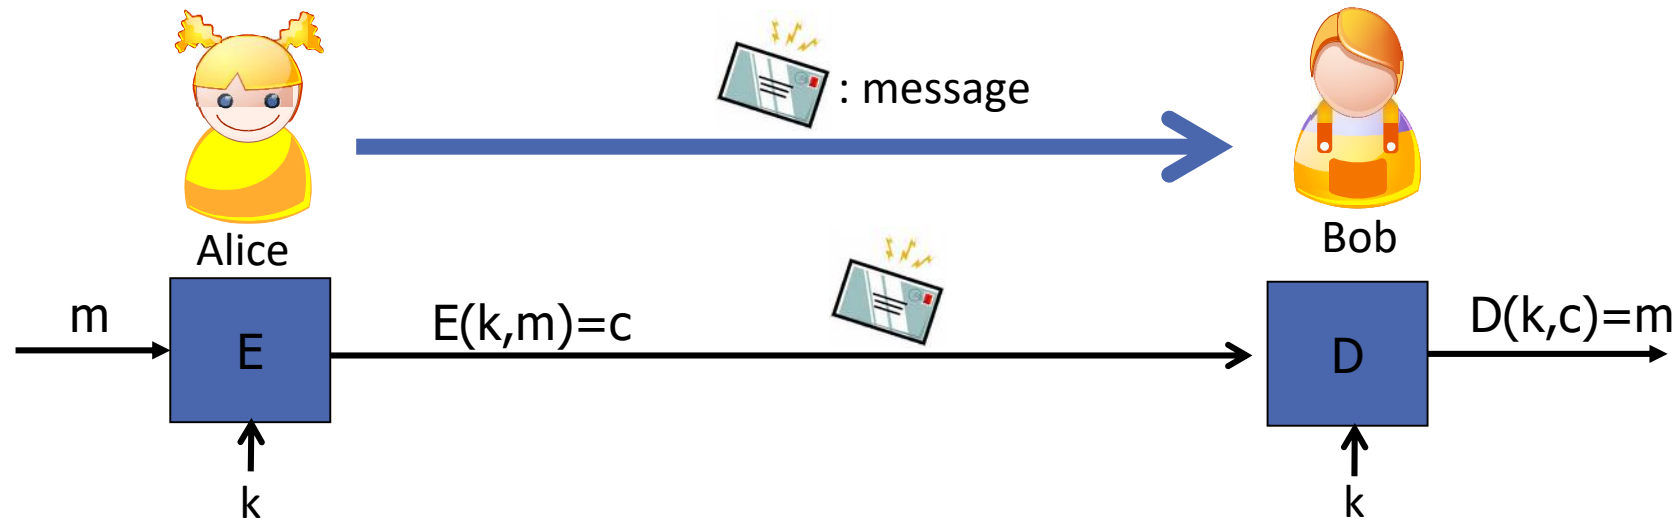 : message
Alice
Bob
m
E
E(k,m)=c
D
D(k,c)=m
k
k